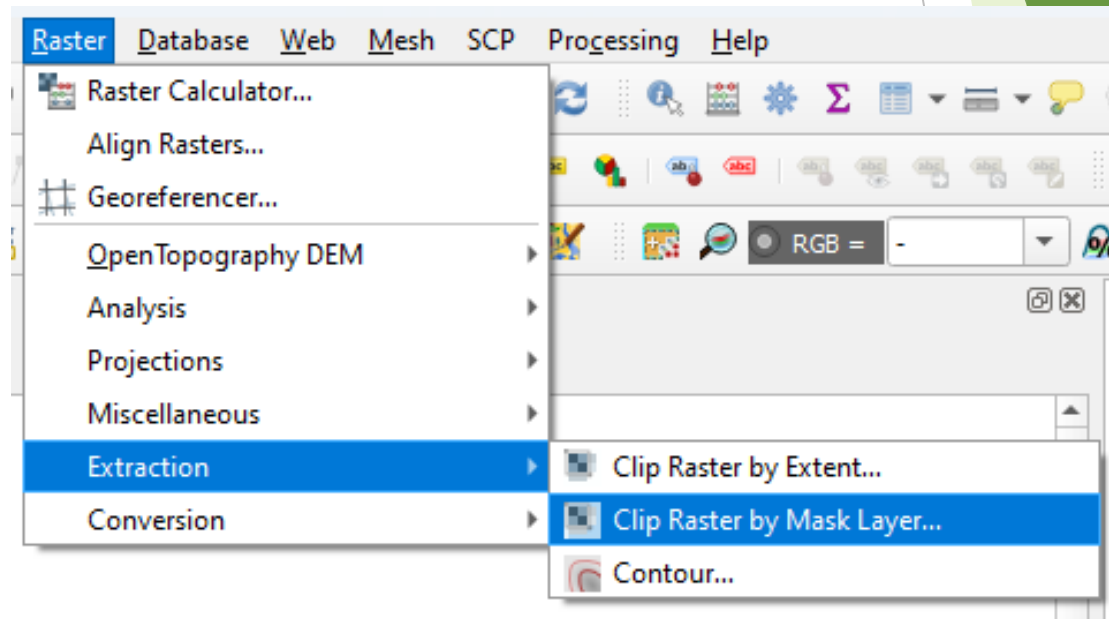 Raster Database Web Mesh SCP Processing Help
Raster Calculator...
Align Rasters...
Georeferencer...
RGB = -
OpenTopography DEM
Analysis
Projections
Miscellaneous
Extraction
Clip Raster by Extent...
Conversion
Clip Raster by Mask Layer...
Contour...